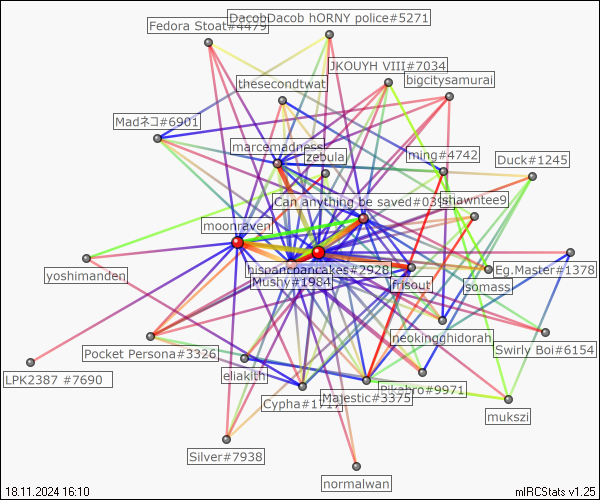 DacobDacob hORNY police#5271
Fedora Stoat#4479
JKOUYH VIII#7034
bigcitysamurai
thesecondtwat
Madネコ#6901
marcemadness
zebula
ming#4742
Duck#1245
Can anything be saved#039
shawntee9
moonraven
yoshimanden
hispanicpancakes#2928
Mushy#1984
frisout
somass
Eg.Master#1378
neokingghidorah
Pocket Persona#3326
Swirly Boi#6154
LPK2387 #7690
eliakith
Cypha#1717
Majestic#3375
Pikabro#9971
mukszi
Silver#7938
normalwan
18.11.2024 16:10
mIRCStats v1.25